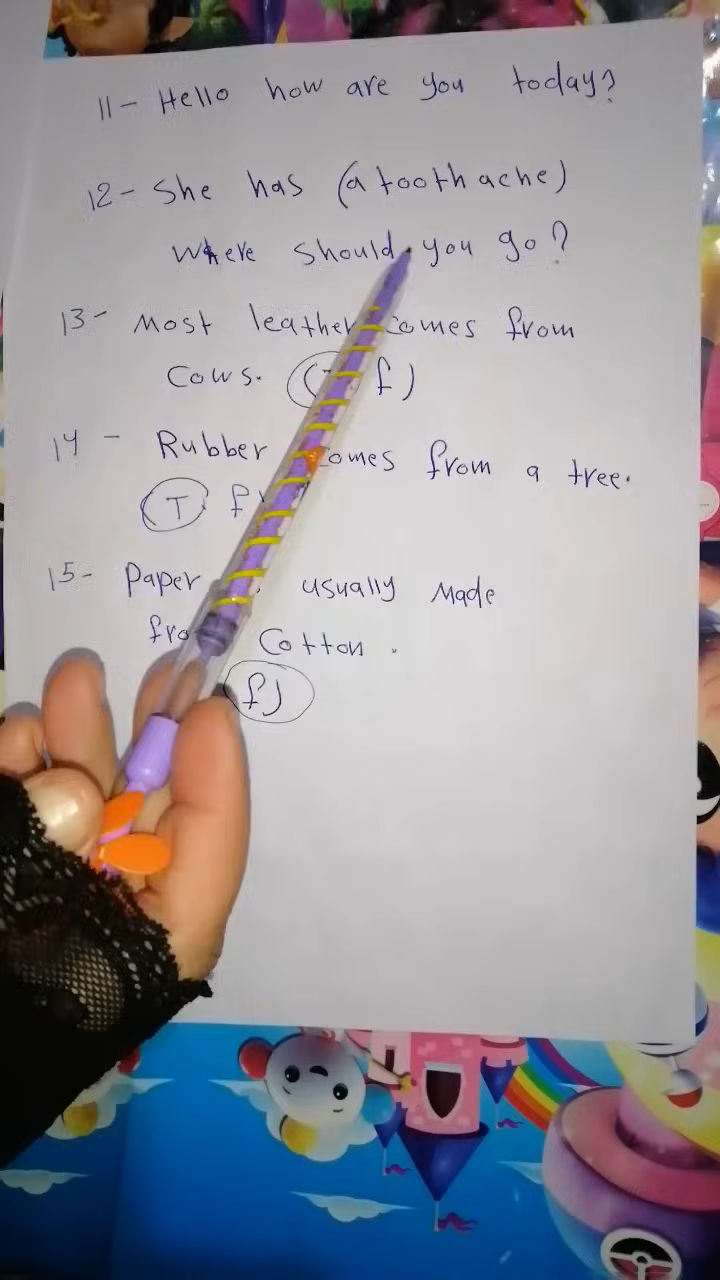 11- Hello how are you today?
12- She has (a toothache)
where should you go?
13- Most leather comes from
Cows. ( f)
14 - Rubber comes from a tree.
(T f)
15- Paper usually made
from Cotton.
f)